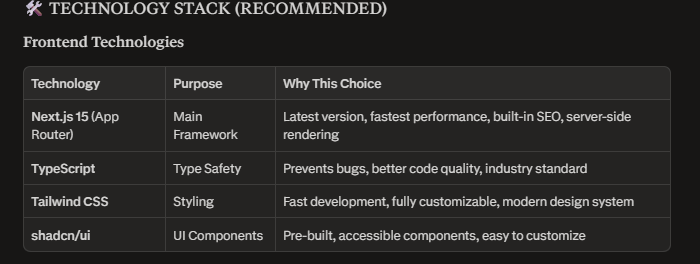 🛠️ TECHNOLOGY STACK (RECOMMENDED)
Frontend Technologies
Technology Purpose Why This Choice
Next.js 15 (App Router) Main Framework Latest version, fastest performance, built-in SEO, server-side rendering
TypeScript Type Safety Prevents bugs, better code quality, industry standard
Tailwind CSS Styling Fast development, fully customizable, modern design system
shadcn/ui UI Components Pre-built, accessible components, easy to customize